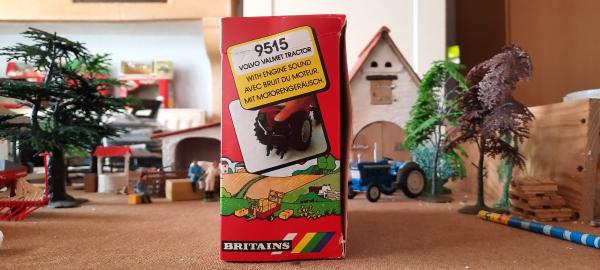 9515
VOLVO VALMET TRACTOR
WITH ENGINE SOUND
AVEC BRUIT DU MOTEUR.
MIT MOTORENGERÄUSCH.
BRITAINS